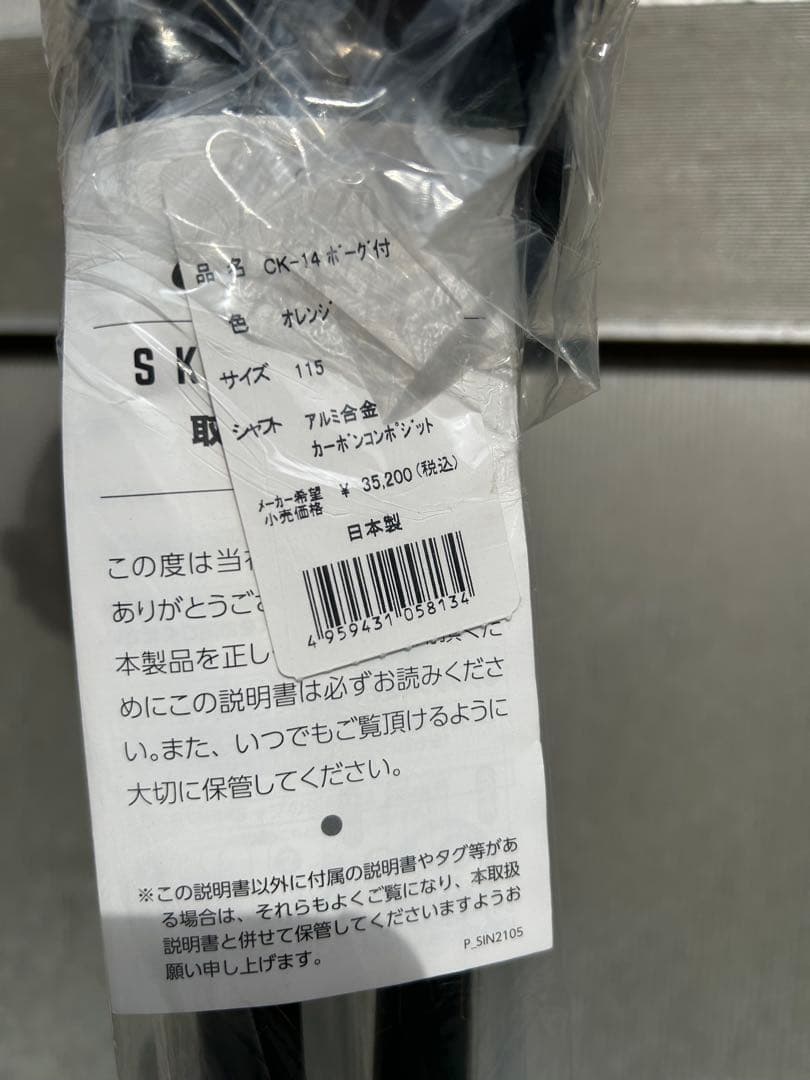 品名 CK-14 ボーグ付
色 オレンジ
サイズ 115
シャフト アルミ合金
カーボンコンポジット
メーカー希望
小売価格 ¥ 35,200(税込)
日本製
4 959431 058134
S K
取
この度は当
ありがとうご
本製品を正し
めにこの説明書は必ずお読みくださ
い。また、いつでもご覧頂けるように
大切に保管してください。
※この説明書以外に付属の説明書やタグ等があ
る場合は、それらもよくご覧になり、本取扱
説明書と併せて保管してくださいますようお
願い申し上げます。
P_SIN2105